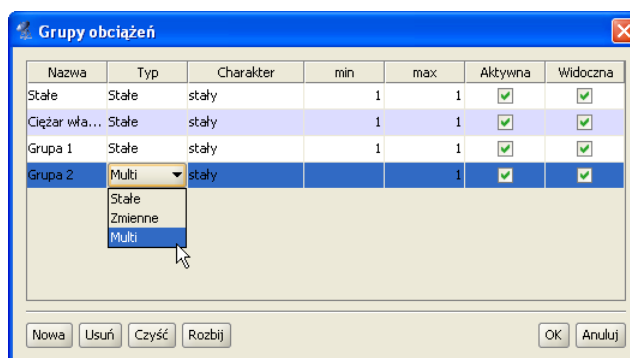 Grupy obciążeń
Nazwa Typ Charakter min max Aktywna Widoczna
Stałe Stałe stały 1 1
Ciężar wła... Stałe stały 1 1
Grupa 1 Stałe stały 1 1
Grupa 2 Multi stały 1
Stałe
Zmienne
Multi
Nowa Usuń Czyść Rozbij OK Anuluj